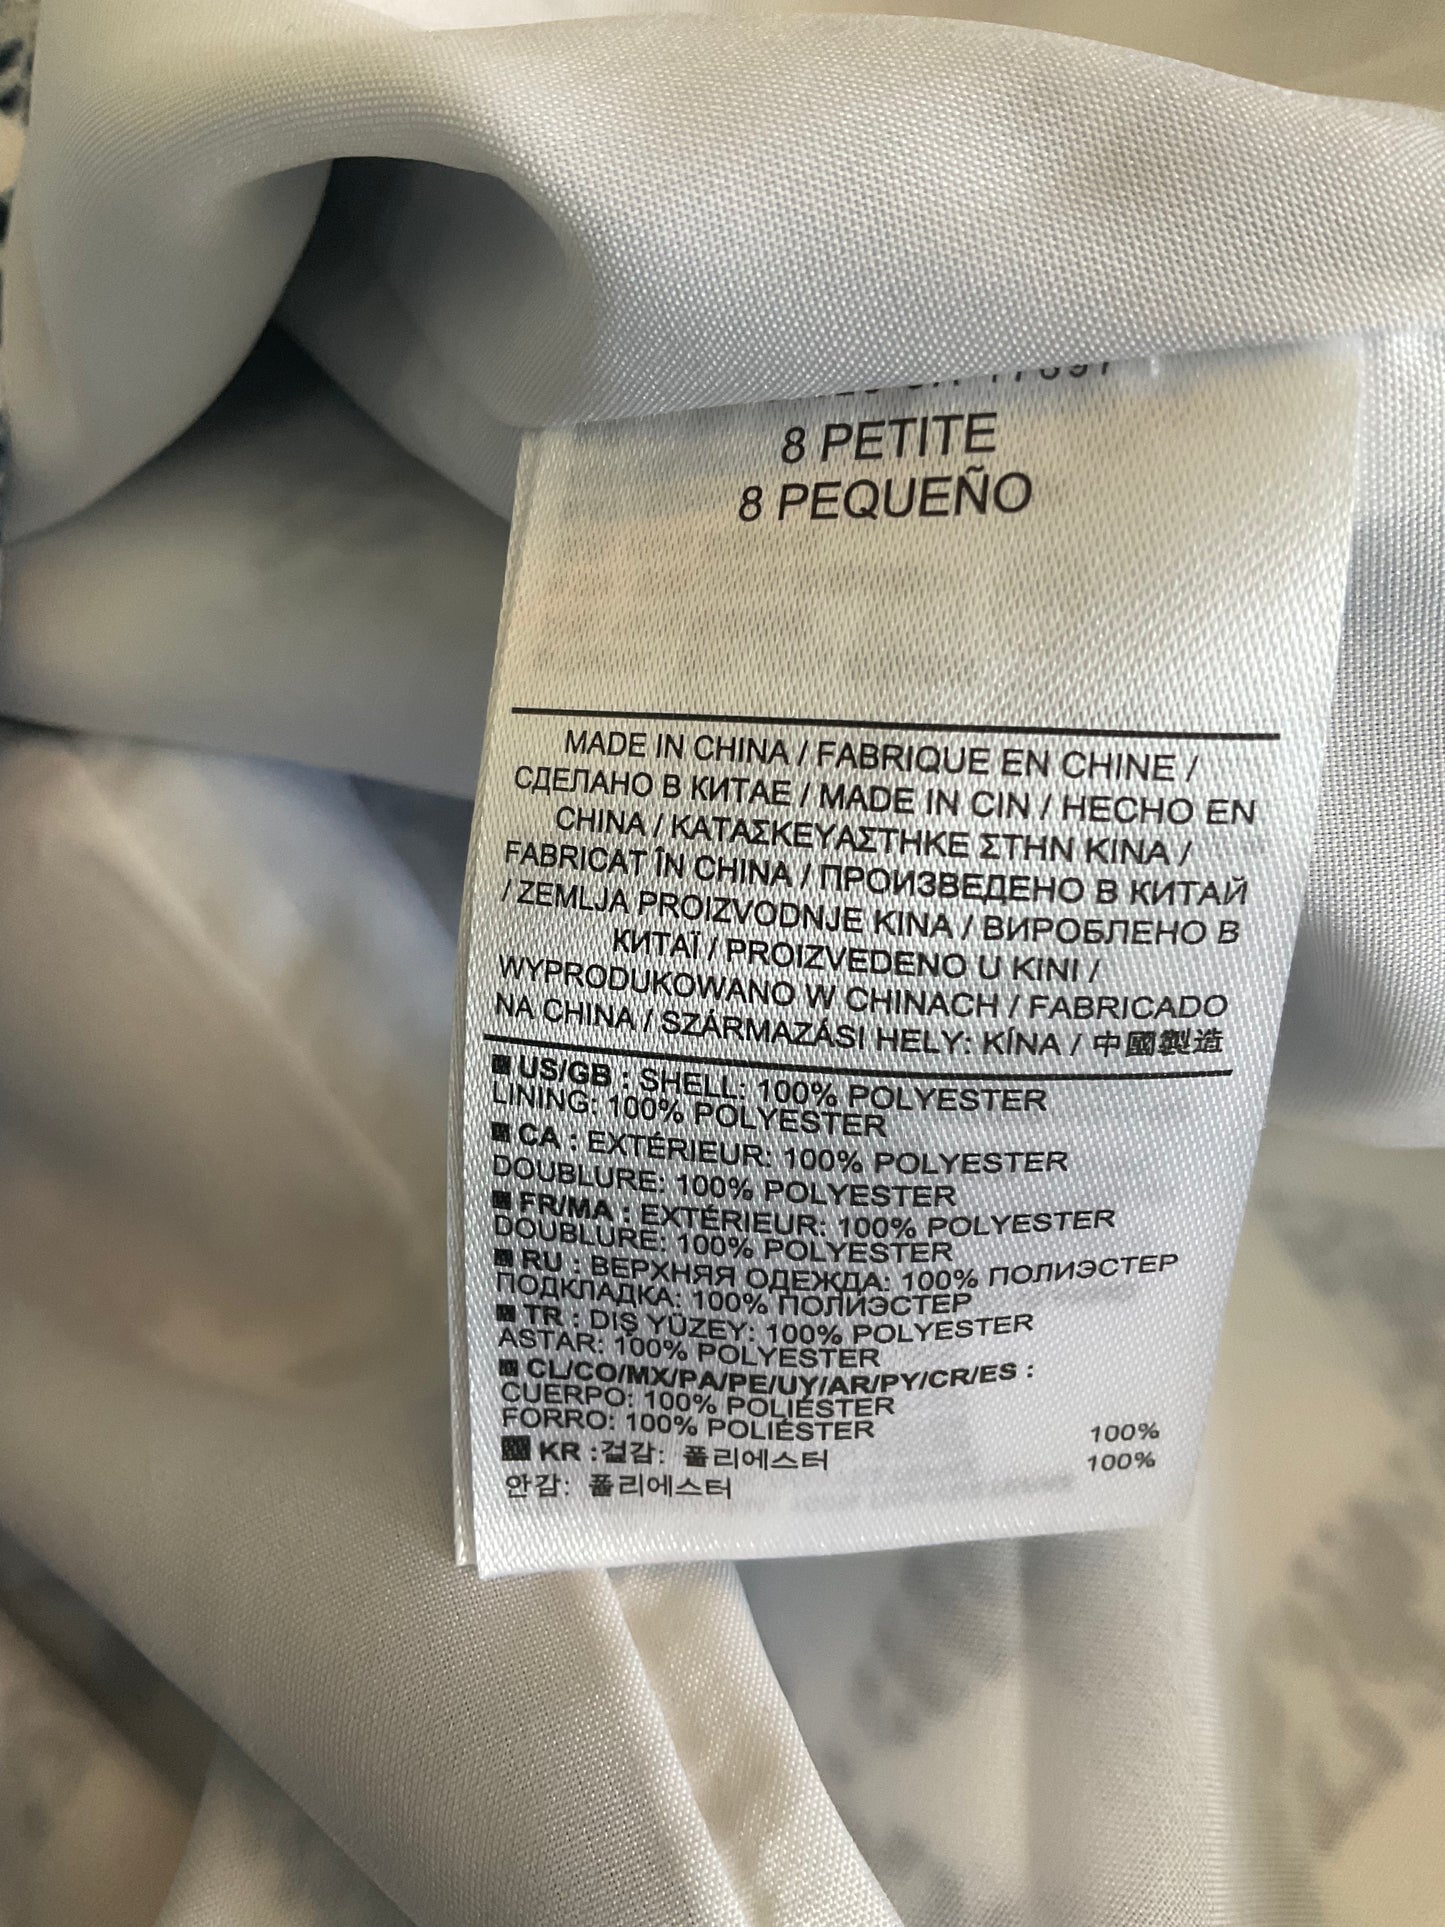 8 PETITE
8 PEQUEÑO
MADE IN CHINA / FABRIQUE EN CHINE /
СДЕЛАНО В КИТАЕ / MADE IN CIN / HECHO EN
CHINA / ΚΑΤΑΣΚΕΥΑΣΤΗΚΕ ΣΤΗΝ ΚΙΝΑ /
FABRICAT ÎN CHINA / ПРОИЗВЕДЕНО В КИТАЙ
/ ZEMLJA PROIZVODNJE KINA / ВИРОБЛЕНО В
КИТАЇ / PROIZVEDENO U KINI /
WYPRODUKOWANO W CHINACH / FABRICADO
NA CHINA / SZÁRMAZÁSI HELY: KÍNA / 中國製造
US/GB : SHELL: 100% POLYESTER
LINING: 100% POLYESTER
CA : EXTÉRIEUR: 100% POLYESTER
DOUBLURE: 100% POLYESTER
FR/MA : EXTÉRIEUR: 100% POLYESTER
DOUBLURE: 100% POLYESTER
RU : ВЕРХНЯЯ ОДЕЖДА: 100% ПОЛИЭСТЕР
ПОДКЛАДКА: 100% ПОЛИЭСТЕР
TR : DIŞ YÜZEY: 100% POLYESTER
ASTAR: 100% POLYESTER
CL/CO/MX/PA/PE/UY/AR/PY/CR/ES :
CUERPO: 100% POLIÉSTER
FORRO: 100% POLIÉSTER
KR :겉감: 폴리에스터 100%
안감: 폴리에스터 100%